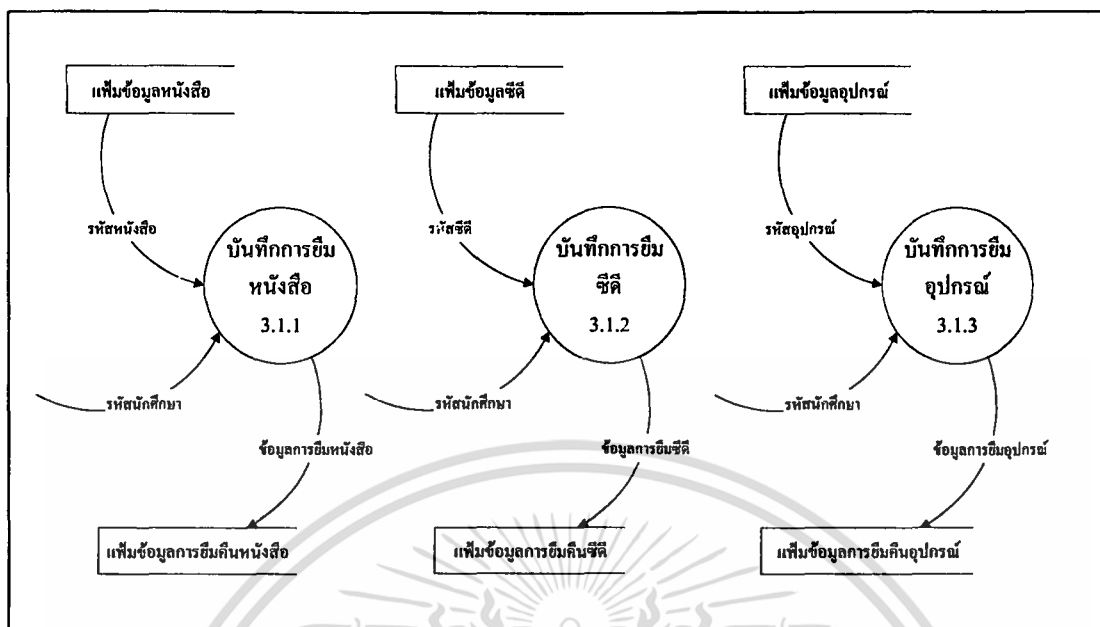 แฟ้มข้อมูลหนังสือ
แฟ้มข้อมูลซีดี
แฟ้มข้อมูลอุปกรณ์
รหัสหนังสือ
รหัสซีดี
รหัสอุปกรณ์
บันทึกการยืม
หนังสือ
3.1.1
บันทึกการยืม
ซีดี
3.1.2
บันทึกการยืม
อุปกรณ์
3.1.3
รหัสนักศึกษา
รหัสนักศึกษา
รหัสนักศึกษา
ข้อมูลการยืมหนังสือ
ข้อมูลการยืมซีดี
ข้อมูลการยืมอุปกรณ์
แฟ้มข้อมูลการยืมคืนหนังสือ
แฟ้มข้อมูลการยืมคืนซีดี
แฟ้มข้อมูลการยืมคืนอุปกรณ์